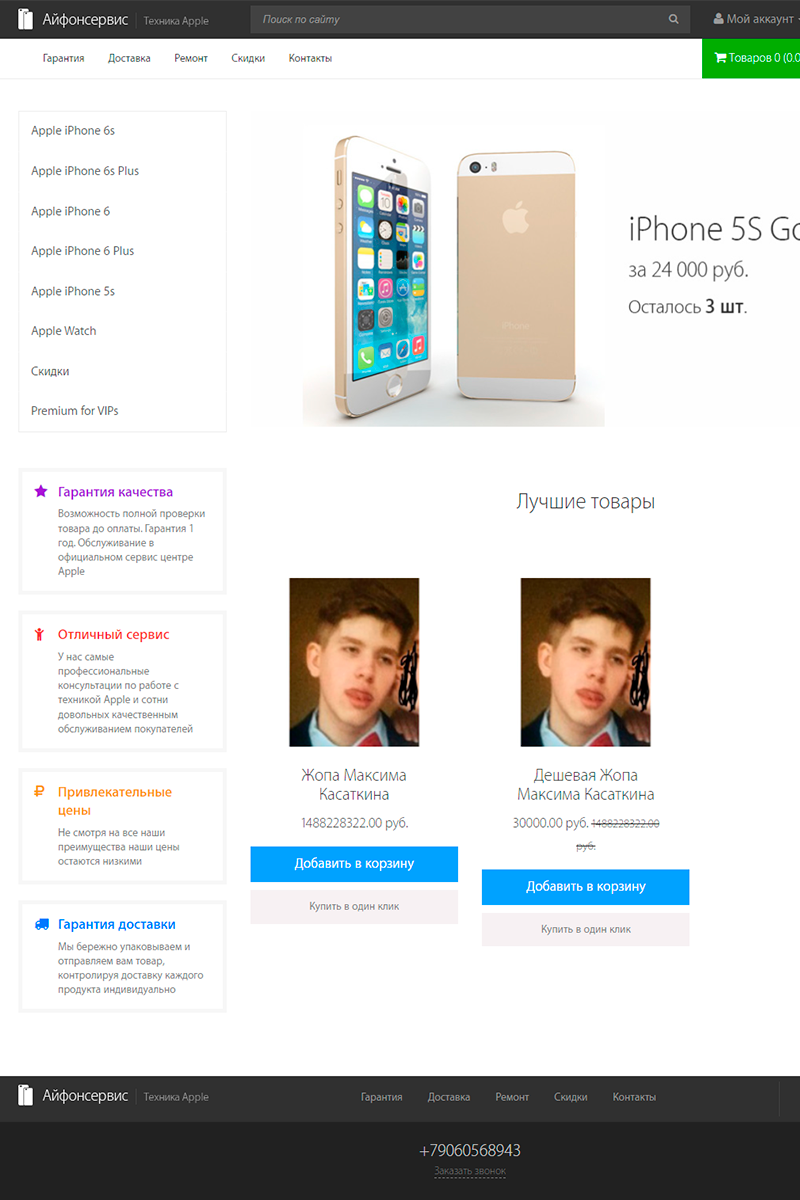 Айфонсервис
Техника Apple
Поиск по сайту
Мой аккаунт
Гарантия Доставка Ремонт Скидки Контакты
Товаров 0 (0.0
Apple iPhone 6s
Apple iPhone 6s Plus
Apple iPhone 6
Apple iPhone 6 Plus
Apple iPhone 5s
Apple Watch
Скидки
Premium for VIPs
iPhone 5S Go
за 24 000 руб.
Осталось 3 шт.
Гарантия качества
Возможность полной проверки
товара до оплаты. Гарантия 1
год. Обслуживание в
официальном сервис центре
Apple
Отличный сервис
У нас самые
профессиональные
консультации по работе с
техникой Apple и сотни
довольных качественным
обслуживанием покупателей
Привлекательные
цены
Не смотря на все наши
преимущества наши цены
остаются низкими
Гарантия доставки
Мы бережно упаковываем и
отправляем вам товар,
контролируя доставку каждого
продукта индивидуально
Лучшие товары
Жопа Максима
Касаткина
1488228322.00 руб.
Добавить в корзину
Купить в один клик
Дешевая Жопа
Максима Касаткина
30000.00 руб. 1488228322.00
руб.
Добавить в корзину
Купить в один клик
Айфонсервис
Техника Apple
Гарантия Доставка Ремонт Скидки Контакты
+79060568943
Заказать звонок